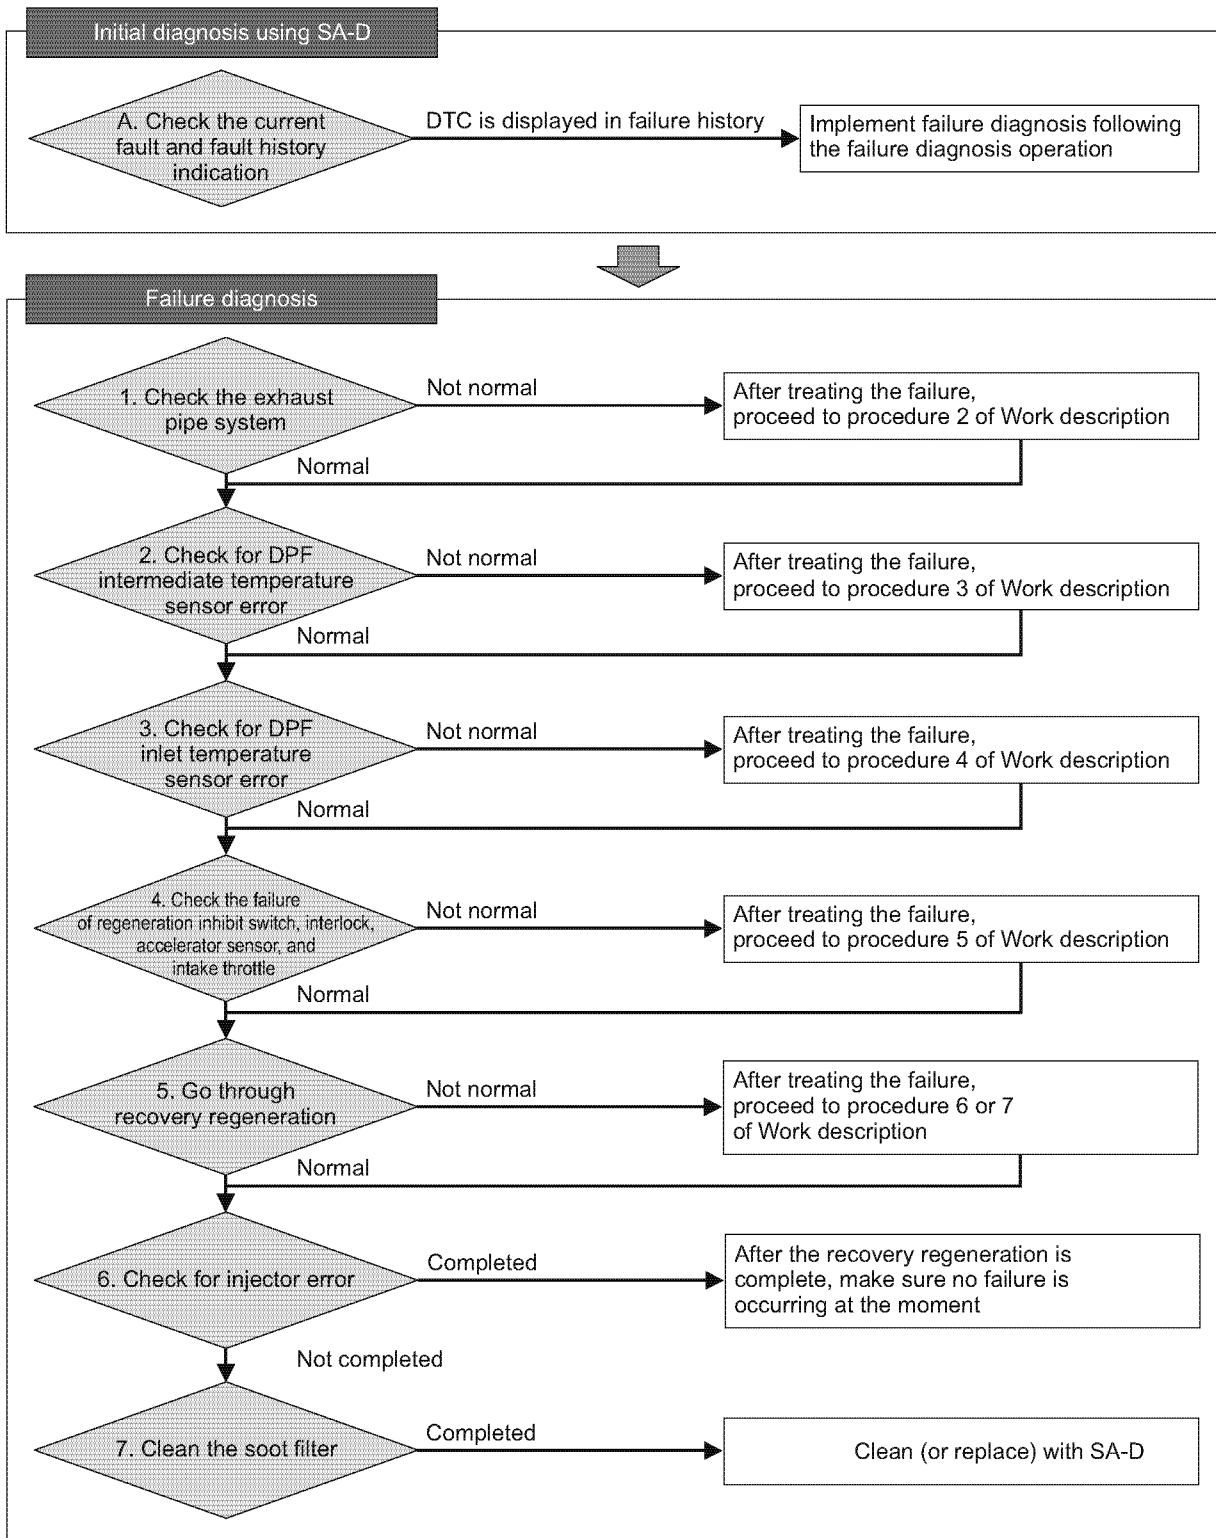 Initial diagnosis using SA-D
A. Check the current
fault and fault history
indication
DTC is displayed in failure history
Implement failure diagnosis following
the failure diagnosis operation
Failure diagnosis
1. Check the exhaust
pipe system
Not normal
After treating the failure,
proceed to procedure 2 of Work description
Normal
2. Check for DPF
intermediate temperature
sensor error
Not normal
After treating the failure,
proceed to procedure 3 of Work description
Normal
3. Check for DPF
inlet temperature
sensor error
Not normal
After treating the failure,
proceed to procedure 4 of Work description
Normal
4. Check the failure
of regeneration inhibit switch, interlock,
accelerator sensor, and
intake throttle
Not normal
After treating the failure,
proceed to procedure 5 of Work description
Normal
5. Go through
recovery regeneration
Not normal
After treating the failure,
proceed to procedure 6 or 7
of Work description
Normal
6. Check for injector error
Completed
After the recovery regeneration is
complete, make sure no failure is
occurring at the moment
Not completed
7. Clean the soot filter
Completed
Clean (or replace) with SA-D